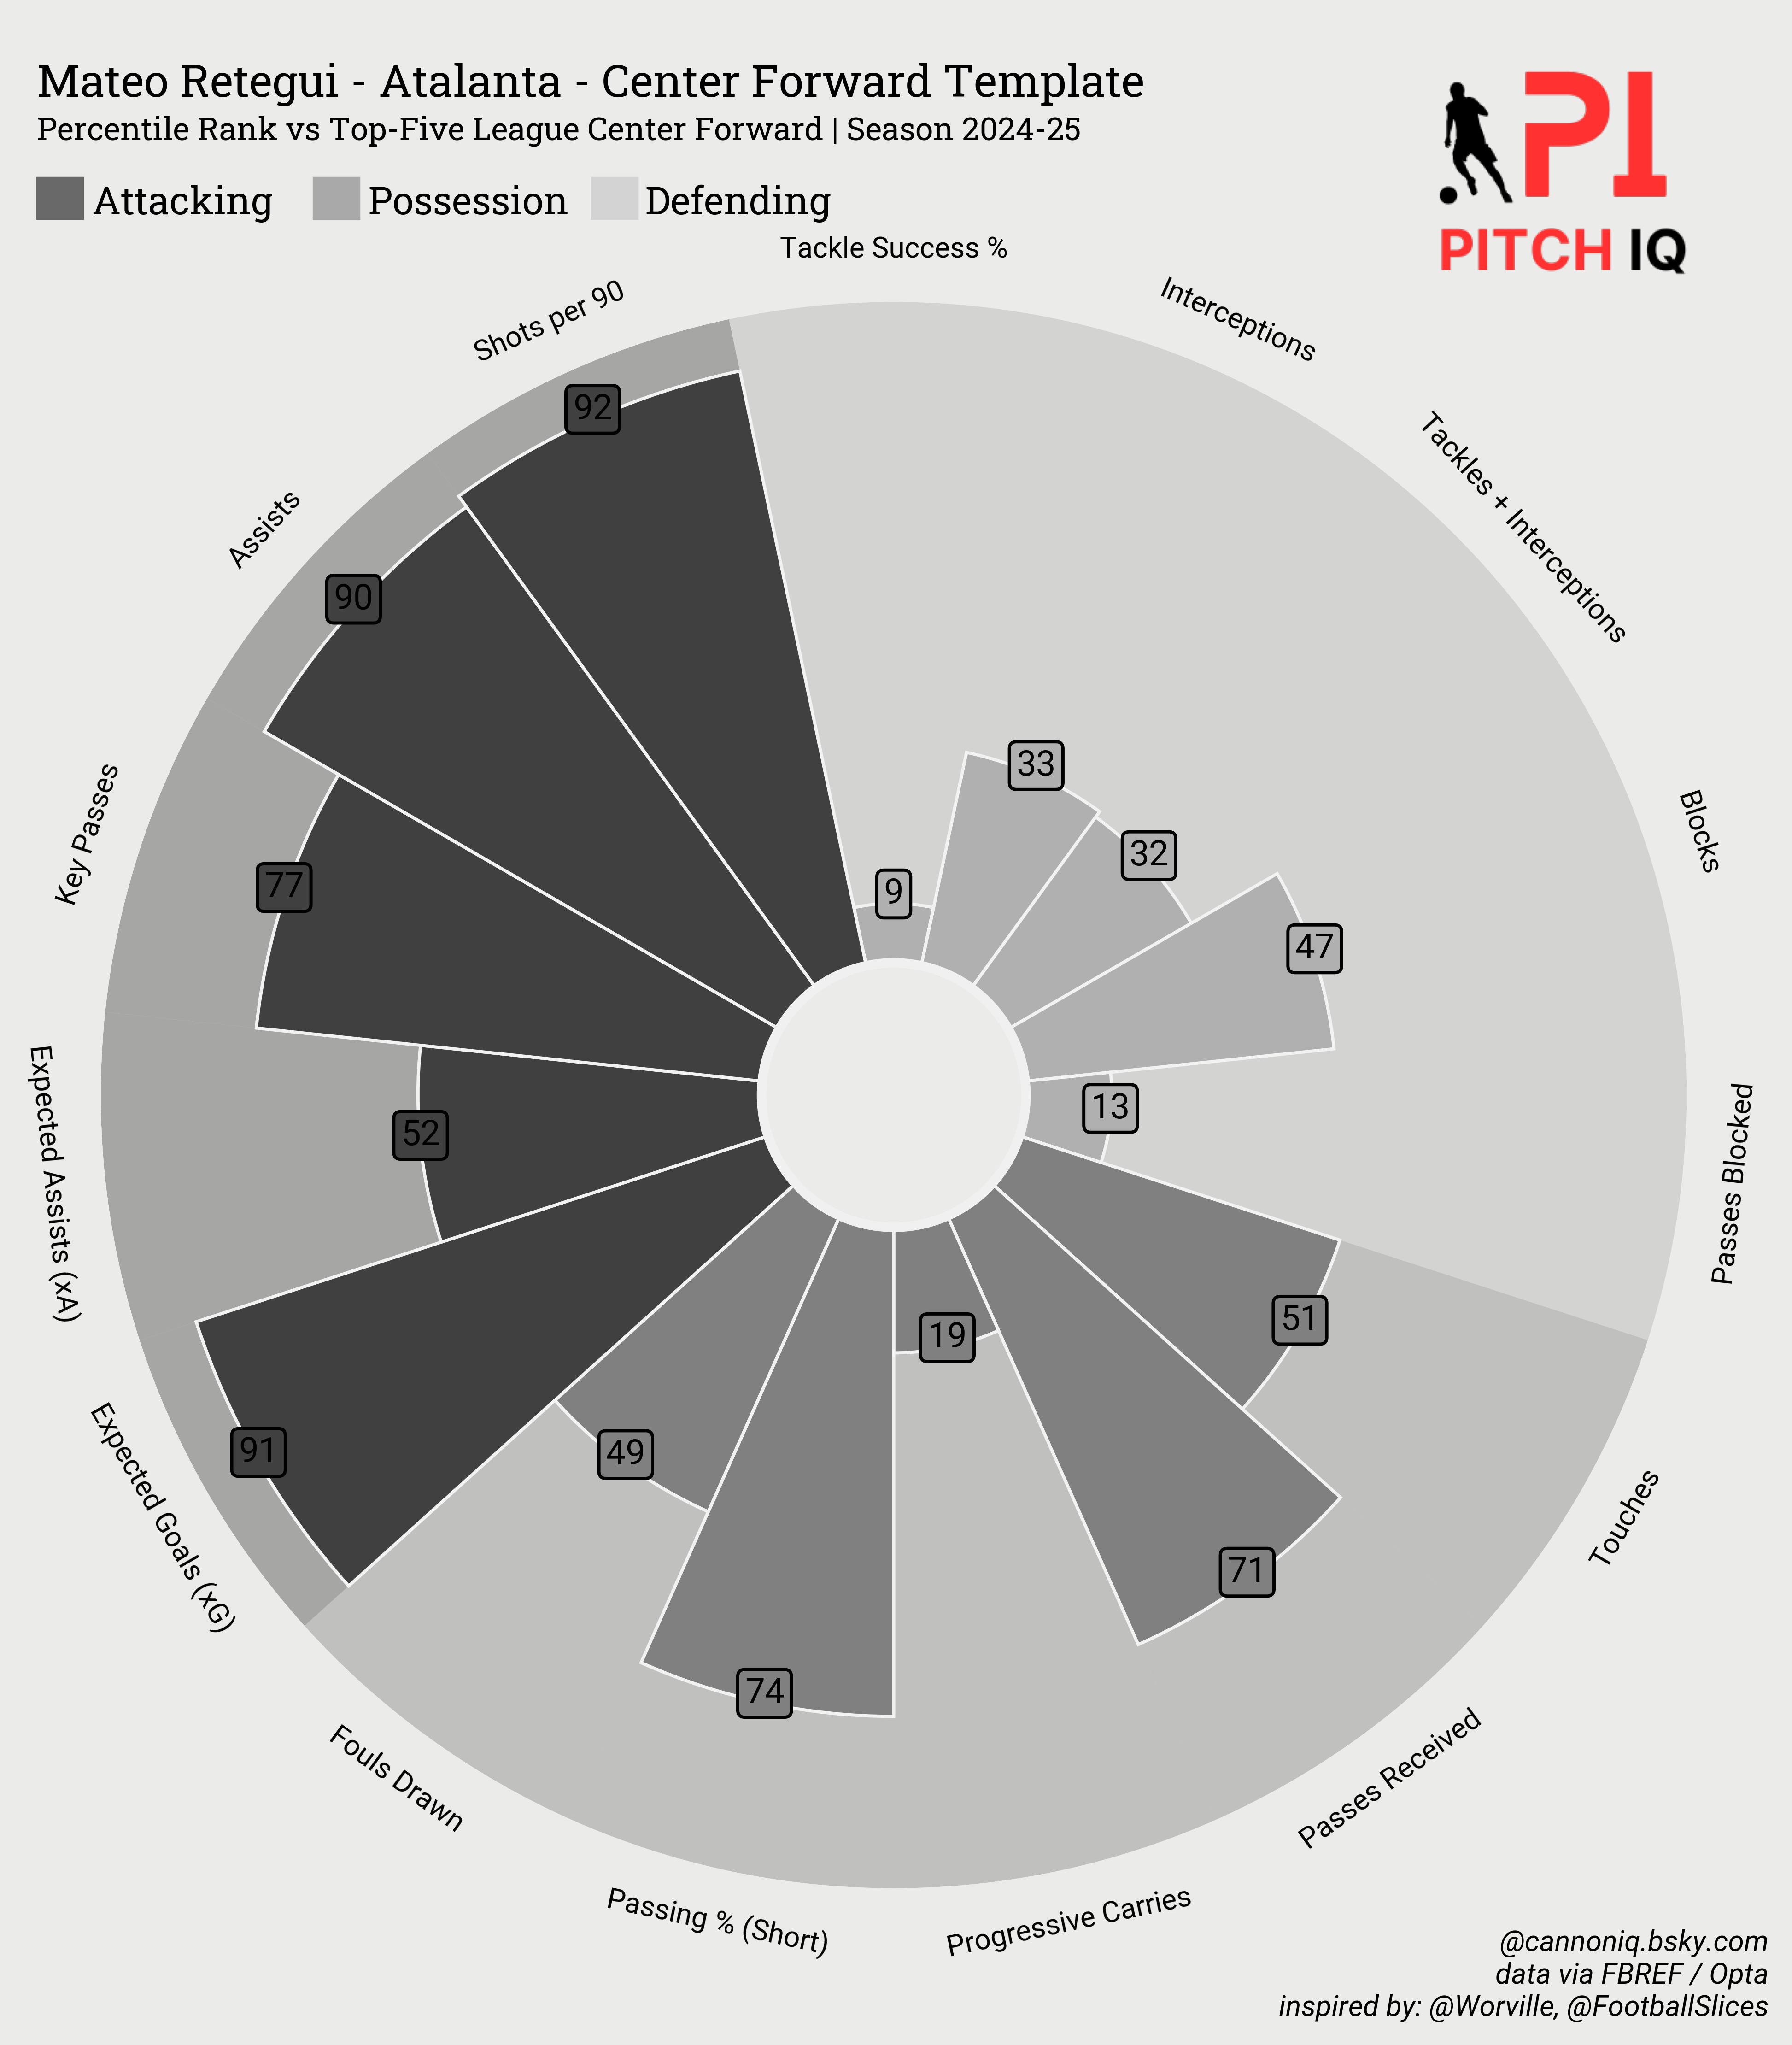 Mateo Retegui - Atalanta - Center Forward Template
Percentile Rank vs Top-Five League Center Forward | Season 2024-25
Attacking
Possession
Defending
PI
PITCH IQ
Tackle Success %
Interceptions
Tackles + Interceptions
Blocks
Passes Blocked
Touches
Passes Received
Progressive Carries
Passing % (Short)
Fouls Drawn
Expected Goals (xG)
Expected Assists (xA)
Key Passes
Assists
Shots per 90
9
33
32
47
13
51
71
19
74
49
91
52
77
90
92
@cannoniq.bsky.com
data via FBREF / Opta
inspired by: @Worville, @FootballSlices